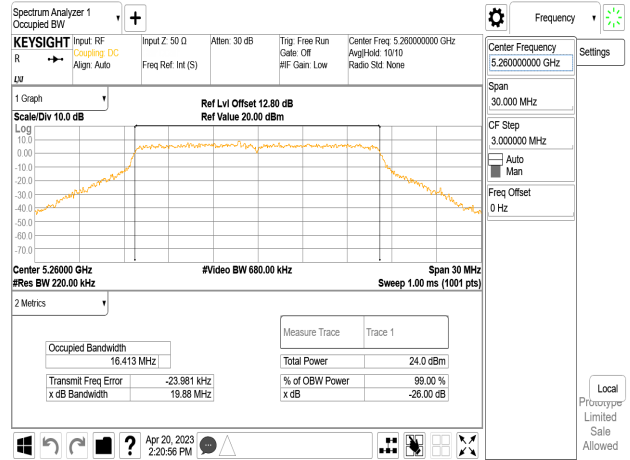 Spectrum Analyzer 1
Occupied BW
Frequency
KEYSIGHT
R
LXI
Input: RF
Coupling: DC
Align: Auto
Input Z: 50 Ω
Freq Ref: Int (S)
Atten: 30 dB
Trig: Free Run
Gate: Off
#IF Gain: Low
Center Freq: 5.260000000 GHz
Avg|Hold: 10/10
Radio Std: None
Center Frequency
5.260000000 GHz
Settings
Span
30.000 MHz
CF Step
3.000000 MHz
Auto
Man
Freq Offset
0 Hz
1 Graph
Scale/Div 10.0 dB
Ref Lvl Offset 12.80 dB
Ref Value 20.00 dBm
Log
10.0
0.00
-10.0
-20.0
-30.0
-40.0
-50.0
-60.0
-70.0
Center 5.26000 GHz
#Video BW 680.00 kHz
Span 30 MHz
#Res BW 220.00 kHz
Sweep 1.00 ms (1001 pts)
2 Metrics
Measure Trace
Trace 1
Occupied Bandwidth
16.413 MHz
Total Power
24.0 dBm
Transmit Freq Error
-23.981 kHz
% of OBW Power
99.00 %
x dB Bandwidth
19.88 MHz
x dB
-26.00 dB
Local
Prototype
Limited
Sale
Allowed
?
Apr 20, 2023
2:20:56 PM